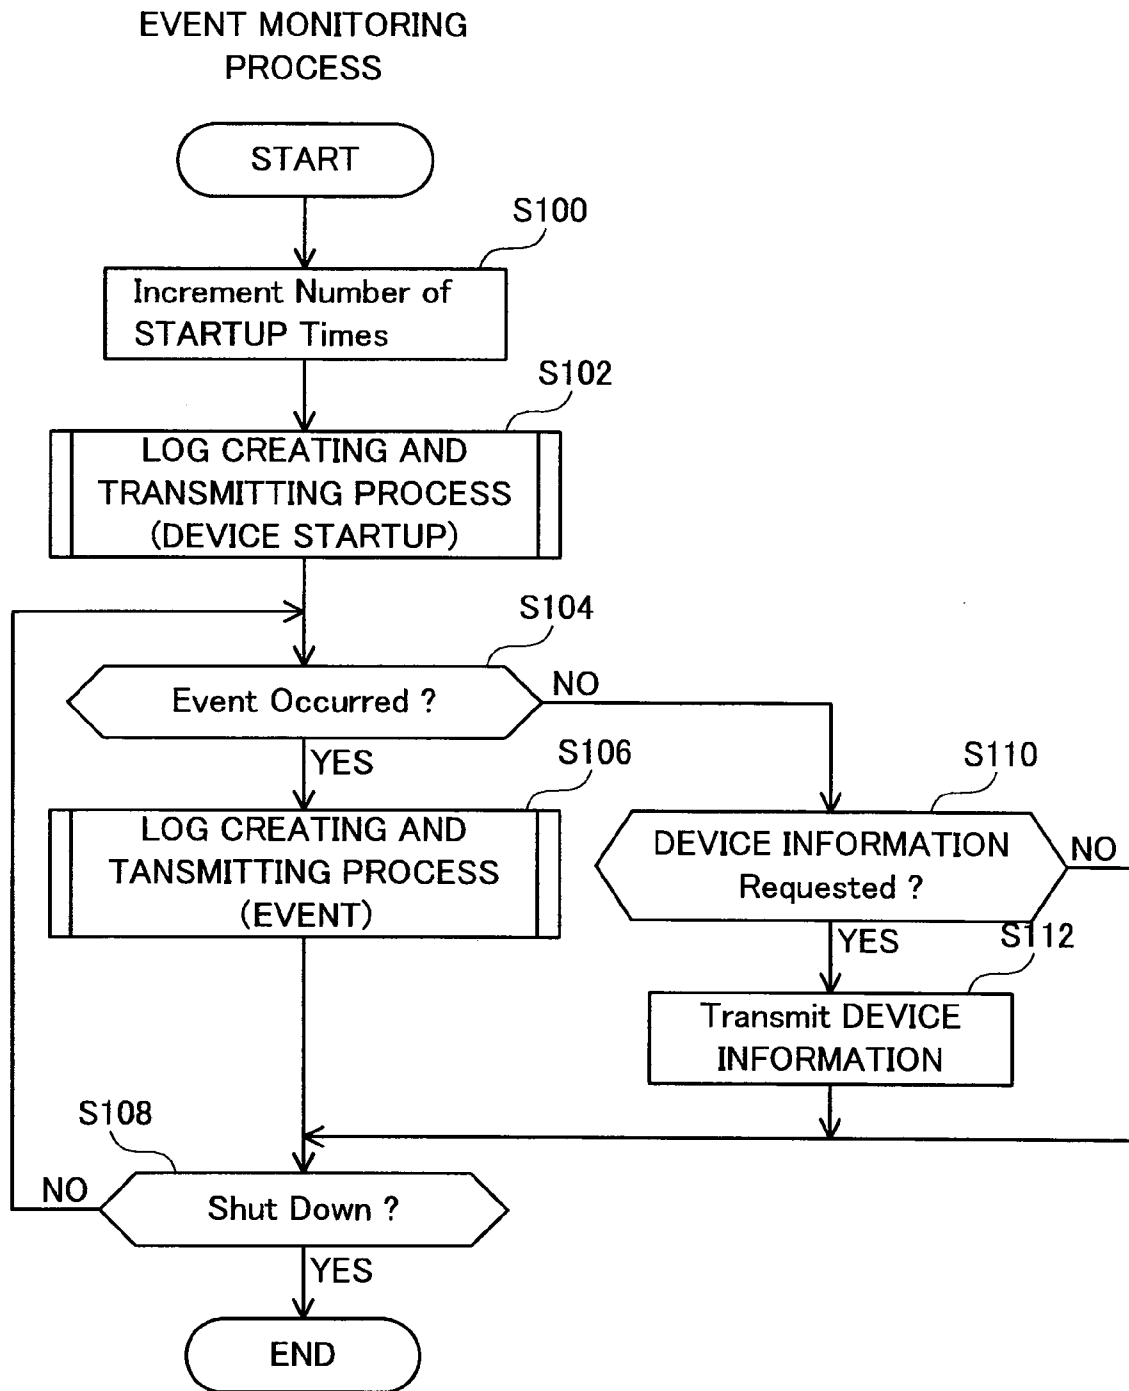 EVENT MONITORING
PROCESS
START
S100
Increment Number of
STARTUP Times
S102
LOG CREATING AND
TRANSMITTING PROCESS
(DEVICE STARTUP)
S104
Event Occurred ?
NO
YES
S106
LOG CREATING AND
TANSMITTING PROCESS
(EVENT)
S110
DEVICE INFORMATION
Requested ?
NO
YES
S112
Transmit DEVICE
INFORMATION
S108
Shut Down ?
NO
YES
END